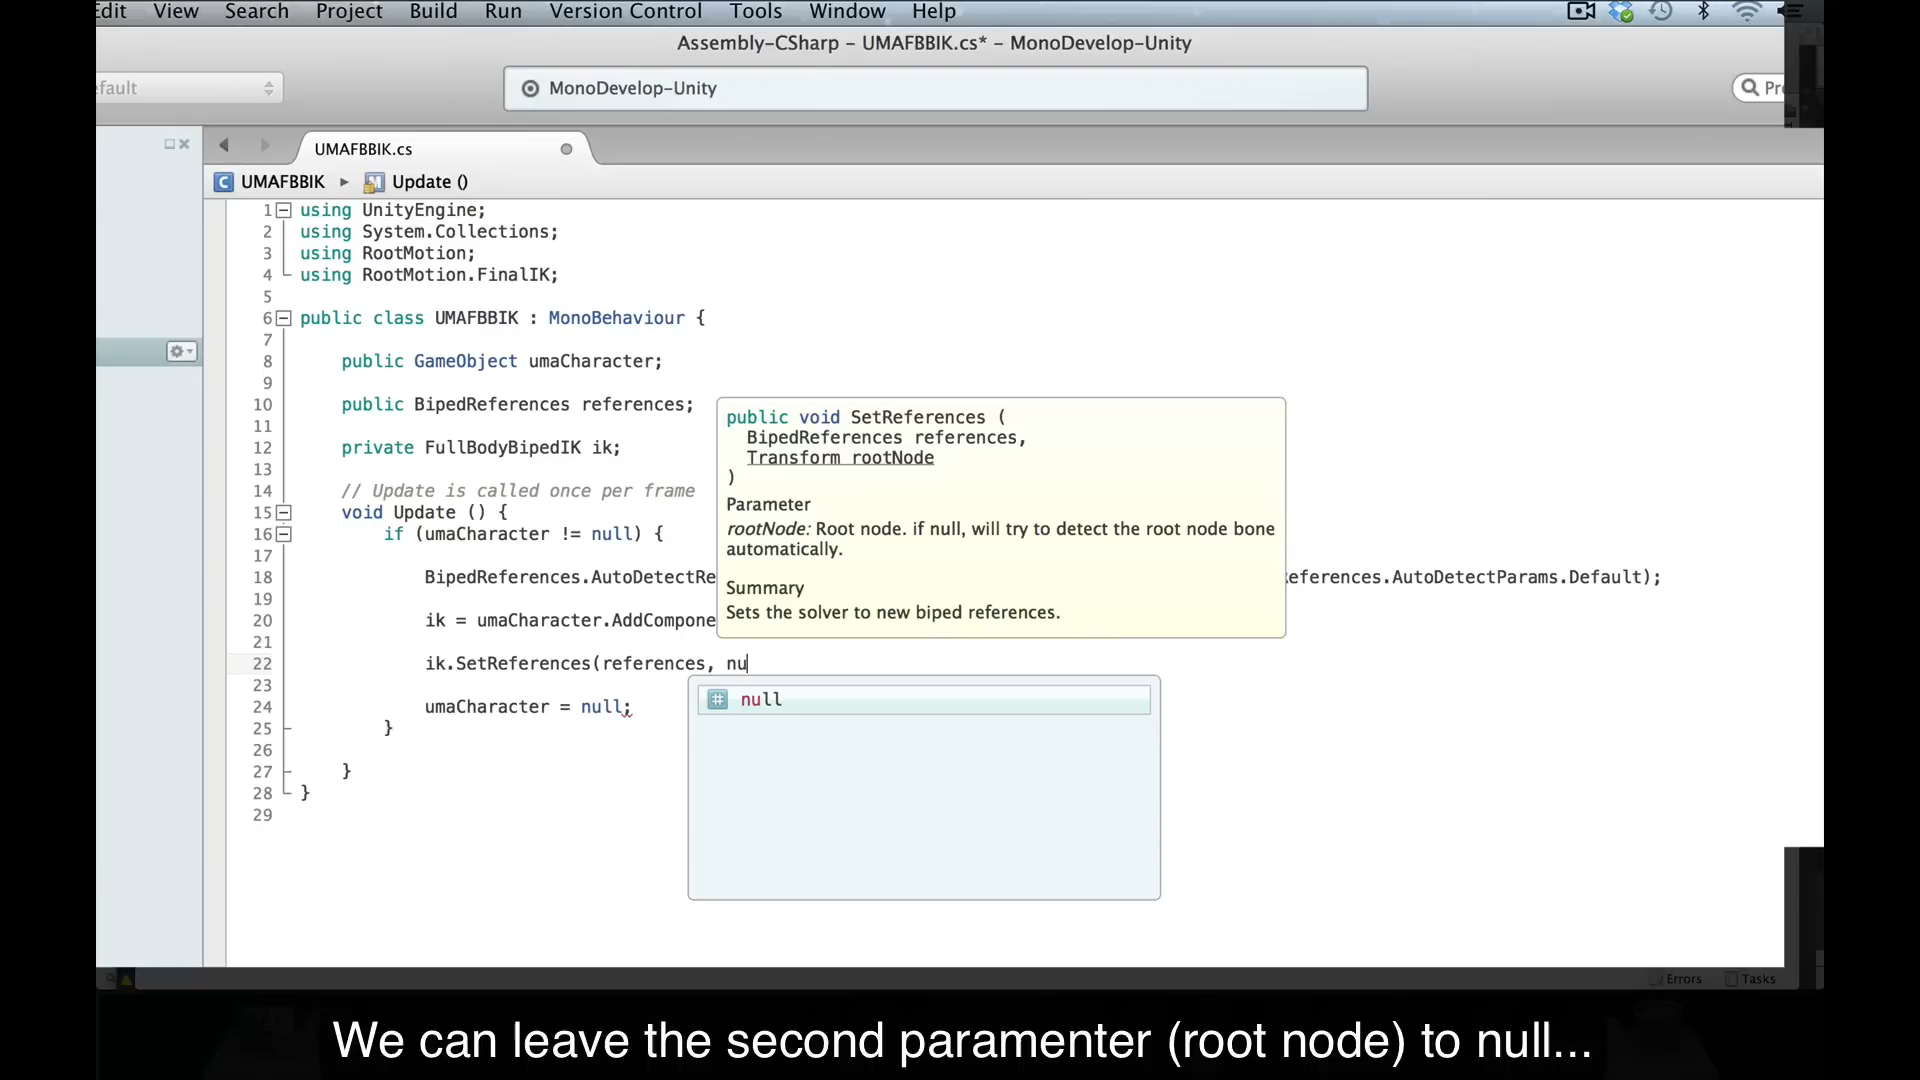 View Search Project Build Run Version Control Tools Window Help
Assembly-CSharp – UMAFBBIK.cs* – MonoDevelop-Unity
MonoDevelop-Unity
UMAFBBIK.cs
UMAFBBIK Update ()
1 using UnityEngine;
2 using System.Collections;
3 using RootMotion;
4 using RootMotion.FinalIK;
5
6 public class UMAFBBIK : MonoBehaviour {
7
8 public GameObject umaCharacter;
9
10 public BipedReferences references;
11
12 private FullBodyBipedIK ik;
13
14 // Update is called once per frame
15 void Update () {
16 if (umaCharacter != null) {
17
18 BipedReferences.AutoDetectRe eferences.AutoDetectParams.Default);
19
20 ik = umaCharacter.AddCompone
21
22 ik.SetReferences(references, nu
23
24 umaCharacter = null;
25 }
26
27 }
28 }
29
public void SetReferences (
BipedReferences references,
Transform rootNode
)
Parameter
rootNode: Root node. if null, will try to detect the root node bone
automatically.
Summary
Sets the solver to new biped references.
null
Errors Tasks
We can leave the second paramenter (root node) to null...